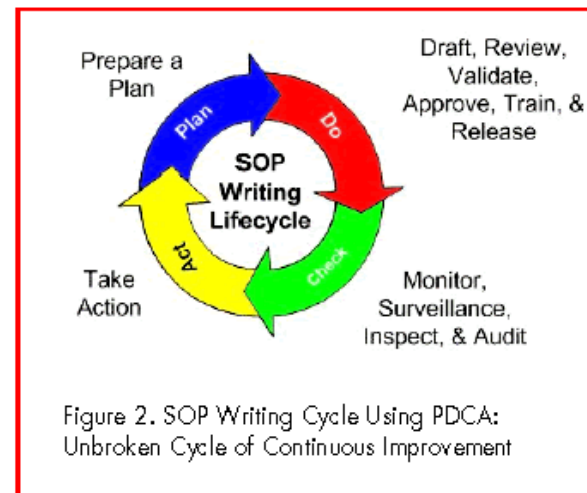 Prepare a
Plan
Draft, Review,
Validate,
Approve, Train, &
Release
Plan
Do
SOP
Writing
Lifecycle
Act
Check
Take
Action
Monitor,
Surveillance,
Inspect, & Audit
Figure 2. SOP Writing Cycle Using PDCA:
Unbroken Cycle of Continuous Improvement